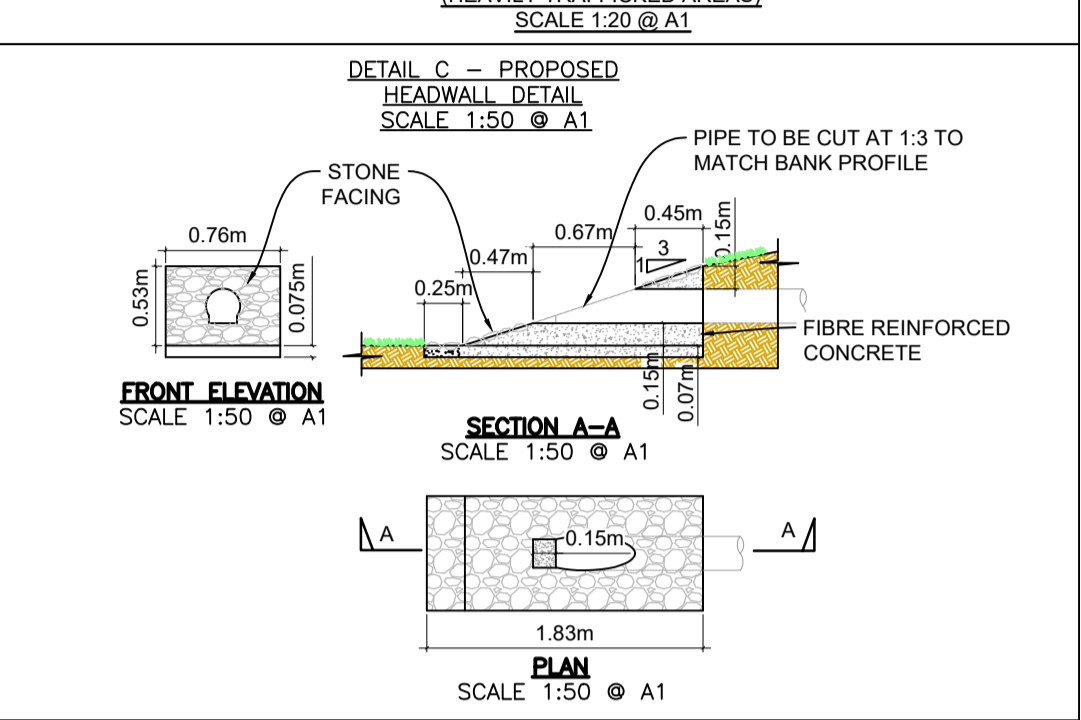 (HEAVILY TRAFFICKED AREAS)
SCALE 1:20 @ A1
DETAIL C – PROPOSED
HEADWALL DETAIL
SCALE 1:50 @ A1
PIPE TO BE CUT AT 1:3 TO
MATCH BANK PROFILE
STONE
FACING
0.76m
0.53m
0.075m
FRONT ELEVATION
SCALE 1:50 @ A1
0.25m
0.47m
0.67m
0.45m
0.15m
1
3
FIBRE REINFORCED
CONCRETE
0.15m
0.07m
SECTION A–A
SCALE 1:50 @ A1
A
A
0.15m
1.83m
PLAN
SCALE 1:50 @ A1